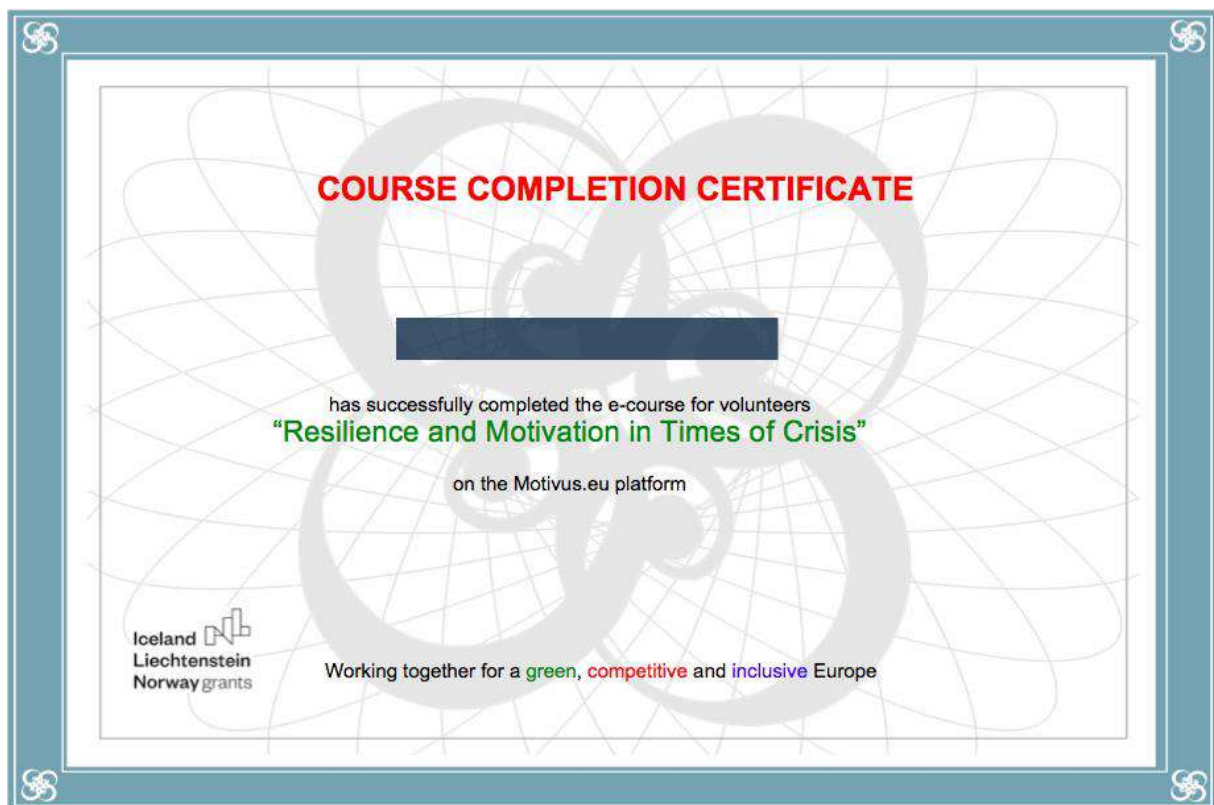 COURSE COMPLETION CERTIFICATE
has successfully completed the e-course for volunteers
“Resilience and Motivation in Times of Crisis”
on the Motivus.eu platform
Iceland
Liechtenstein
Norway grants
Working together for a green, competitive and inclusive Europe